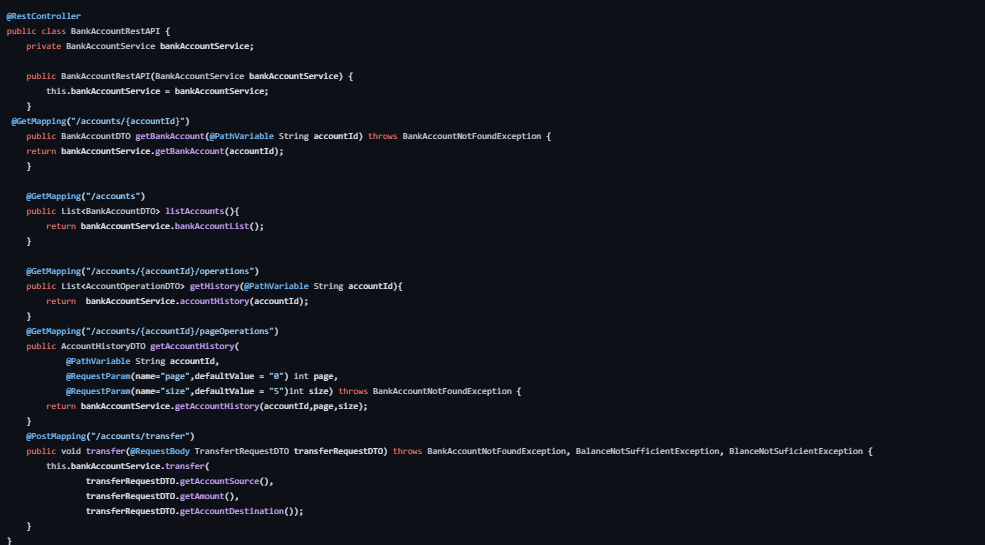 @RestController
public class BankAccountRestAPI {
    private BankAccountService bankAccountService;

    public BankAccountRestAPI(BankAccountService bankAccountService) {
        this.bankAccountService = bankAccountService;
    }
 @GetMapping("/accounts/{accountId}")
    public BankAccountDTO getBankAccount(@PathVariable String accountId) throws BankAccountNotFoundException {
    return bankAccountService.getBankAccount(accountId);
    }

    @GetMapping("/accounts")
    public List<BankAccountDTO> listAccounts(){
        return bankAccountService.bankAccountList();
    }

    @GetMapping("/accounts/{accountId}/operations")
    public List<AccountOperationDTO> getHistory(@PathVariable String accountId){
        return  bankAccountService.accountHistory(accountId);
    }
    @GetMapping("/accounts/{accountId}/pageOperations")
    public AccountHistoryDTO getAccountHistory(
            @PathVariable String accountId,
            @RequestParam(name="page",defaultValue = "0") int page,
            @RequestParam(name="size",defaultValue = "5")int size) throws BankAccountNotFoundException {
        return bankAccountService.getAccountHistory(accountId,page,size);
    }
    @PostMapping("/accounts/transfer")
    public void transfer(@RequestBody TransfertRequestDTO transferRequestDTO) throws BankAccountNotFoundException, BalanceNotSufficientException, BlanceNotSuficientException {
        this.bankAccountService.transfer(
                transferRequestDTO.getAccountSource(),
                transferRequestDTO.getAmount(),
                transferRequestDTO.getAccountDestination());
    }
}